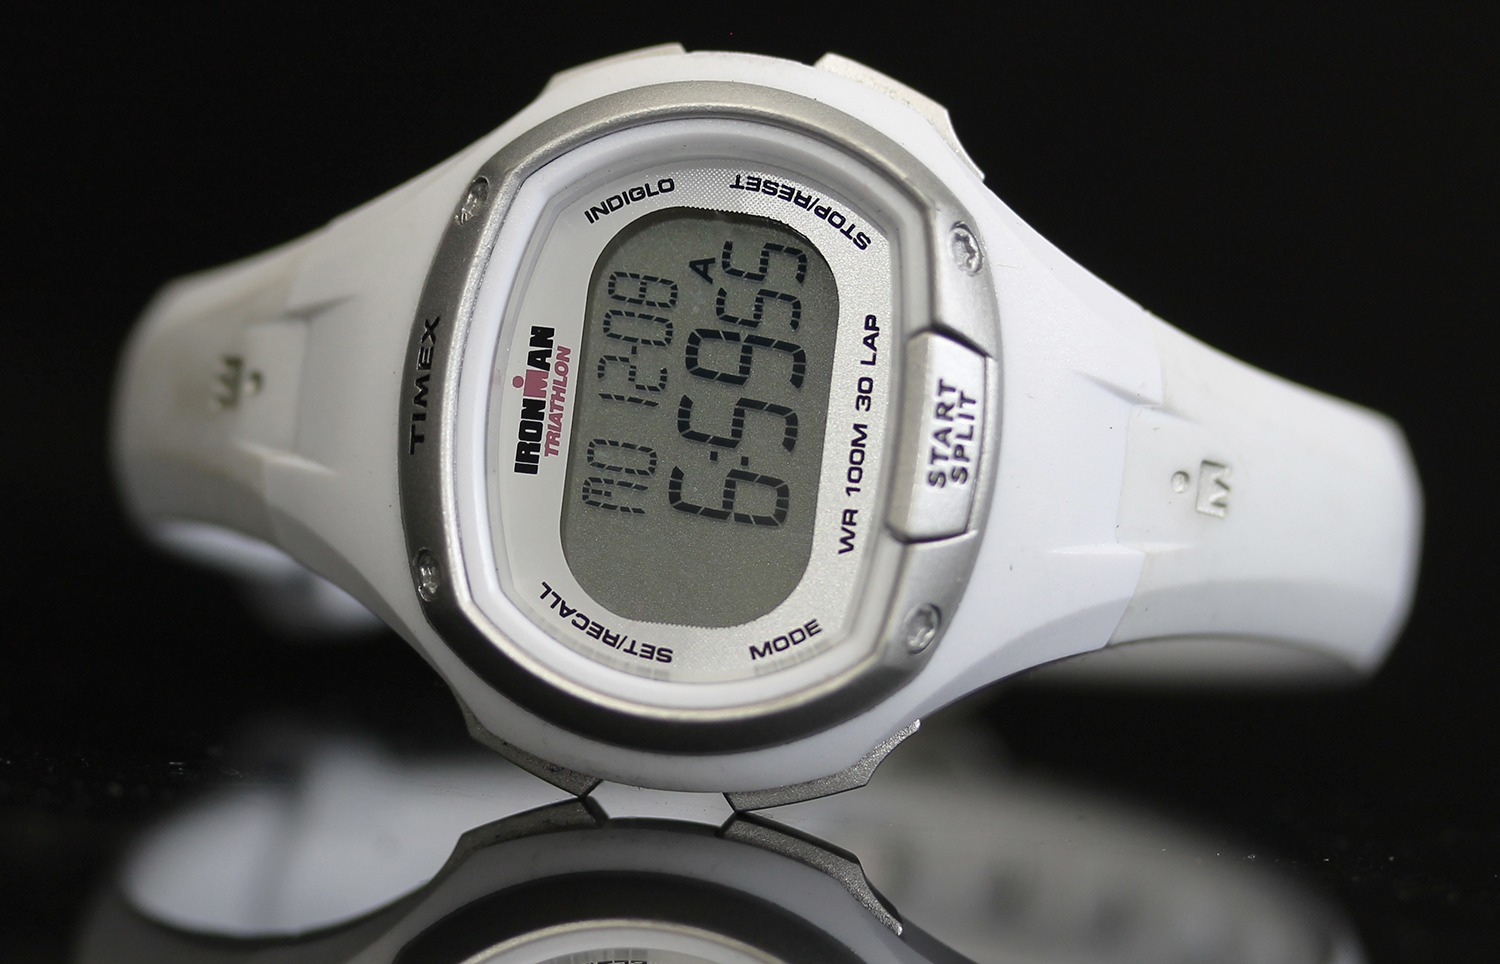 TIMEX
IRONMAN
TRIATHLON
INDIGLO
STOP/RESET
MO 12-08
A
6:59 55
WR 100M 30 LAP
START
SPLIT
SET/RECALL
MODE